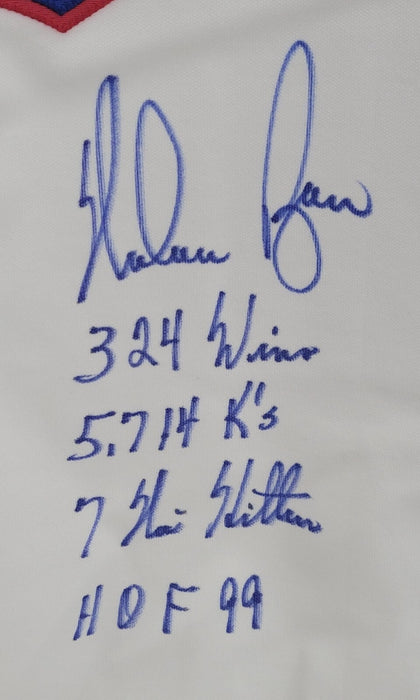 Nolan Ryan
324 Wins
5,714 K's
7 No Hitters
HOF 99